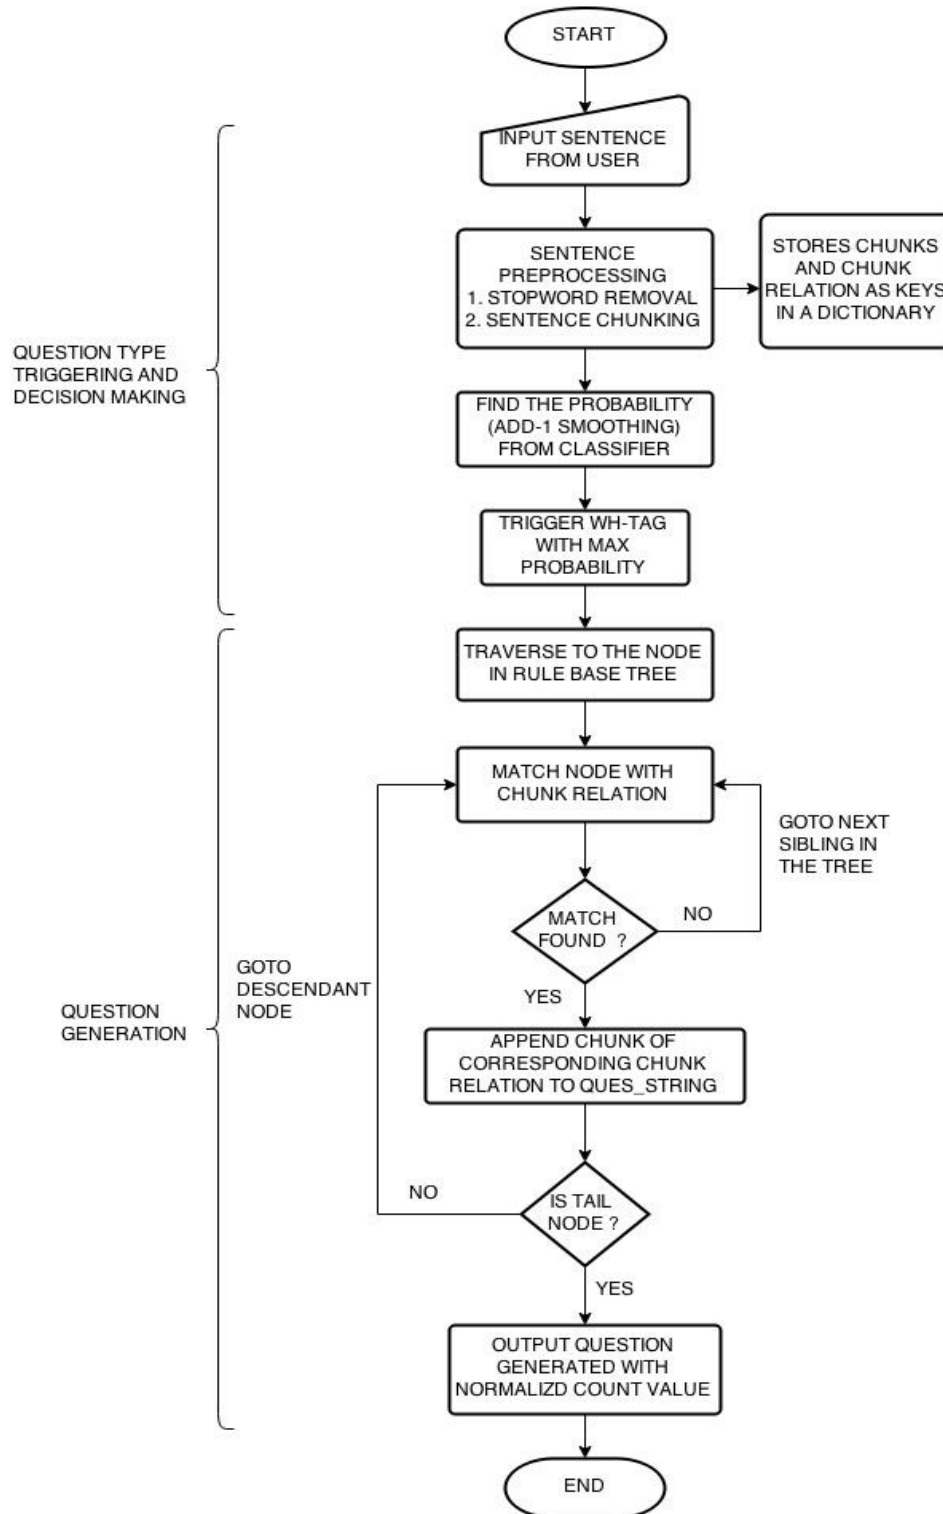 START
INPUT SENTENCE
FROM USER
SENTENCE
PREPROCESSING
1. STOPWORD REMOVAL
2. SENTENCE CHUNKING
STORES CHUNKS
AND CHUNK
RELATION AS KEYS
IN A DICTIONARY
QUESTION TYPE
TRIGGERING AND
DECISION MAKING
FIND THE PROBABILITY
(ADD-1 SMOOTHING)
FROM CLASSIFIER
TRIGGER WH-TAG
WITH MAX
PROBABILITY
TRAVERSE TO THE NODE
IN RULE BASE TREE
MATCH NODE WITH
CHUNK RELATION
GOTO NEXT
SIBLING IN
THE TREE
MATCH
FOUND ?
NO
YES
GOTO
DESCENDANT
NODE
QUESTION
GENERATION
APPEND CHUNK OF
CORRESPONDING CHUNK
RELATION TO QUES_STRING
NO
IS TAIL
NODE ?
YES
OUTPUT QUESTION
GENERATED WITH
NORMALIZD COUNT VALUE
END